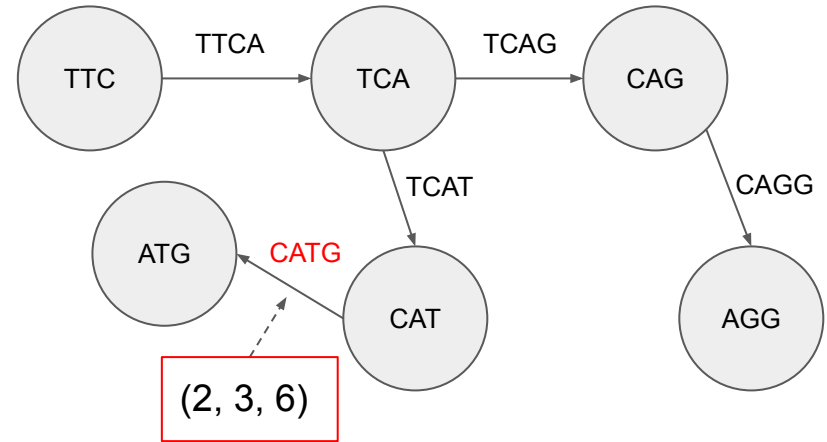 TTCA
TCAG
TTC
TCA
CAG
TCAT
CAGG
ATG
CATG
CAT
AGG
(2, 3, 6)